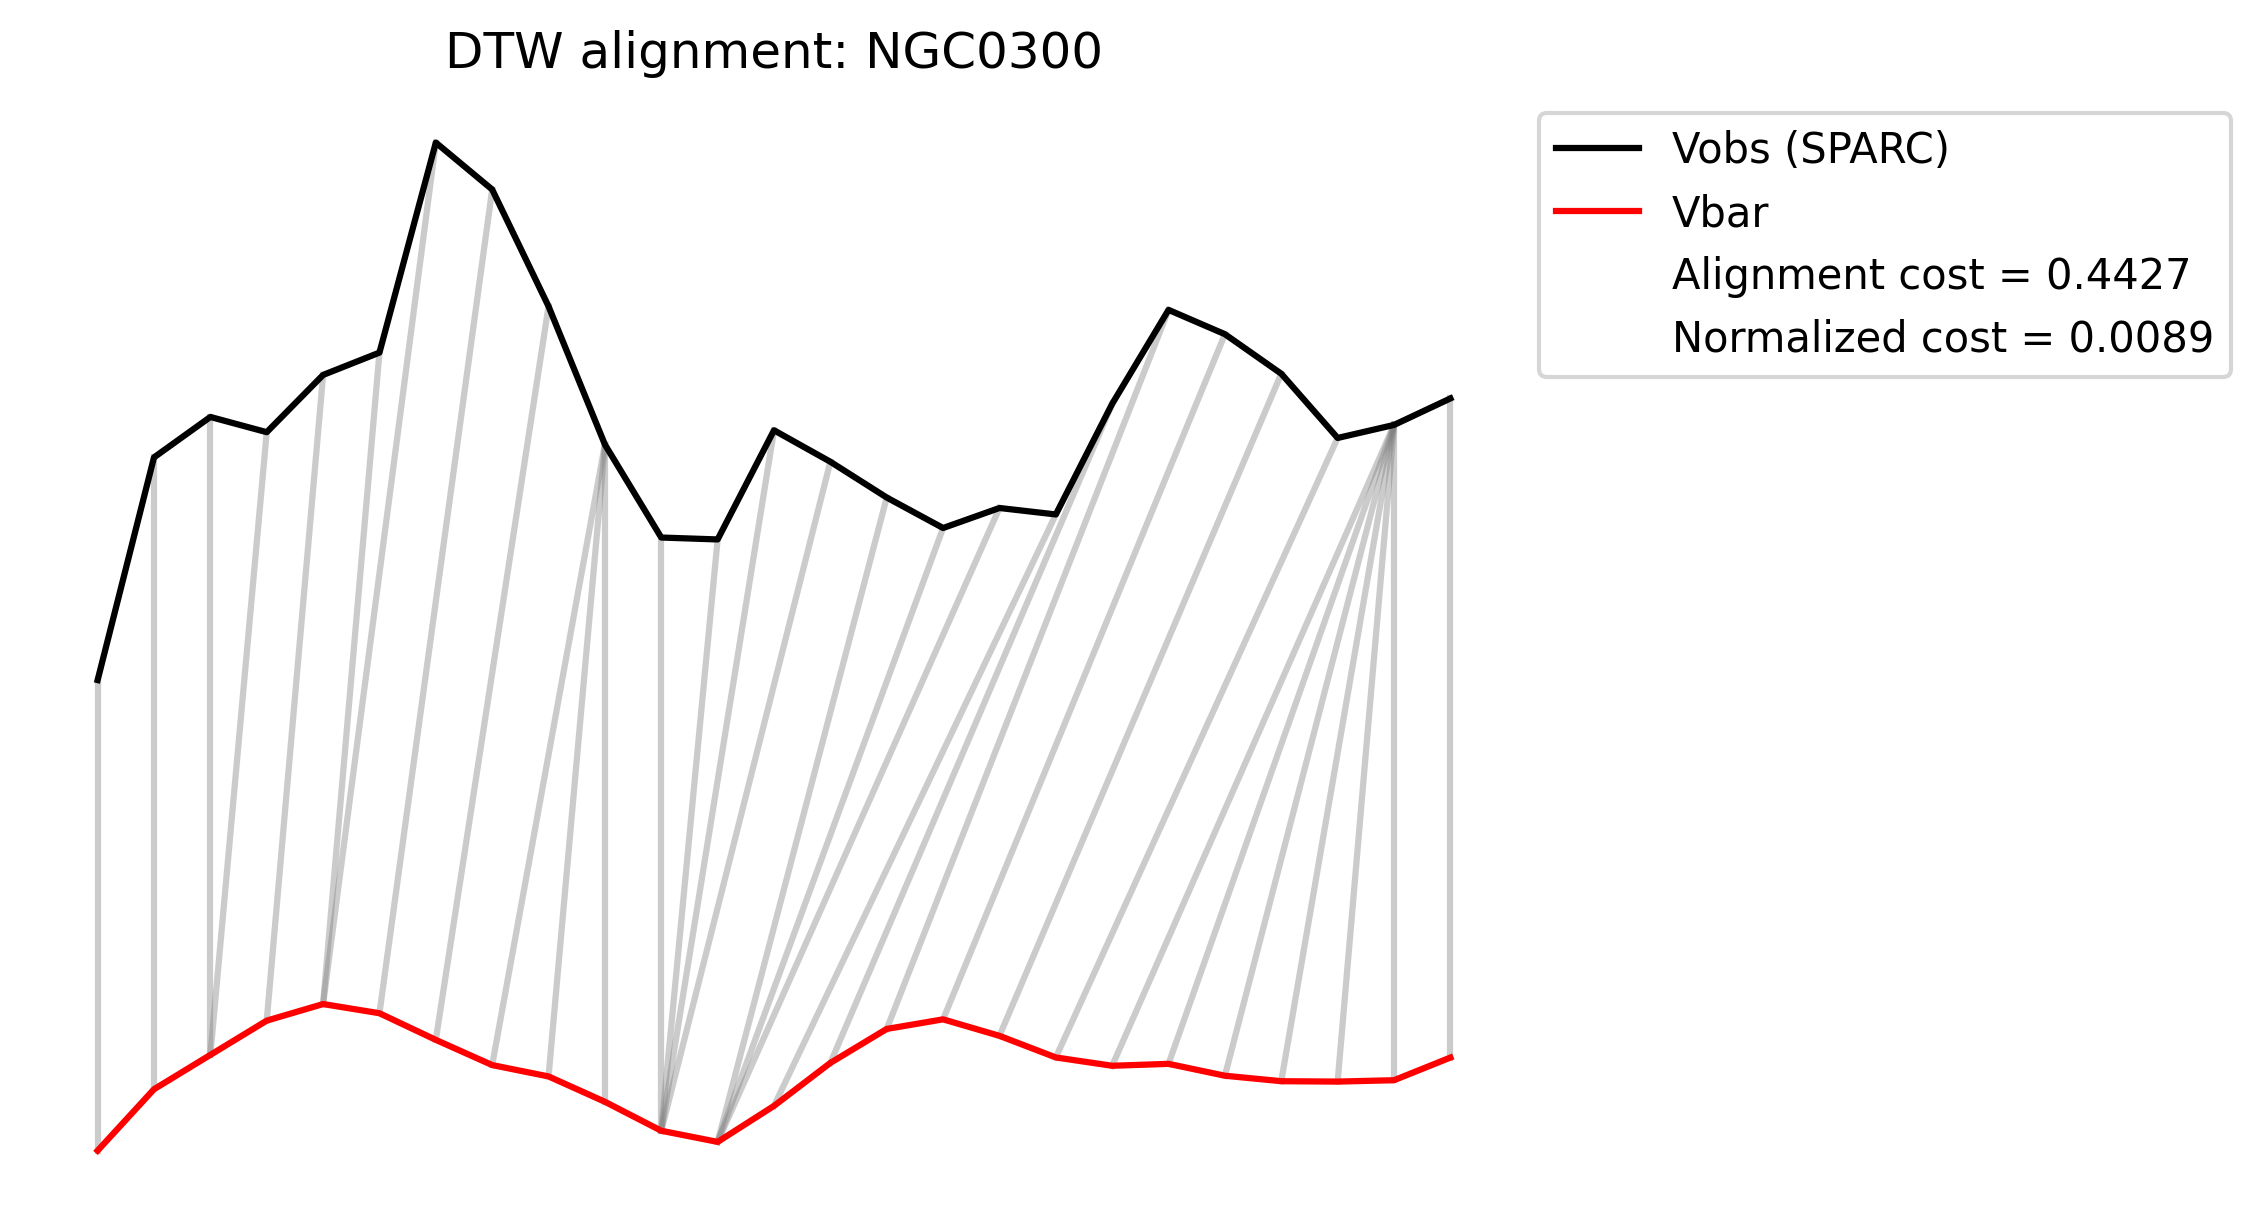 DTW alignment: NGC0300
Vobs (SPARC)
Vbar
Alignment cost = 0.4427
Normalized cost = 0.0089